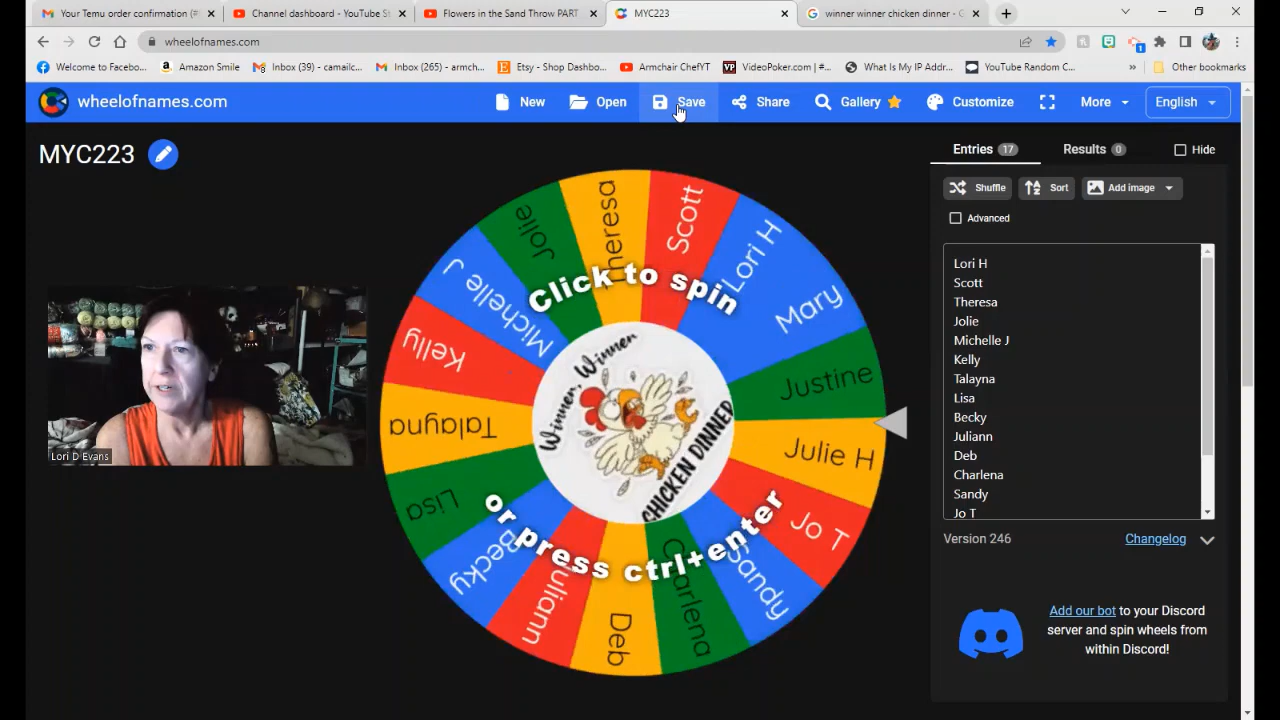 Your Temu order confirmation (#
Channel dashboard - YouTube St
Flowers in the Sand Throw PART
MYC223
winner winner chicken dinner - G
wheelofnames.com
Welcome to Facebo...
Amazon Smile
Inbox (39) - camailc...
Inbox (265) - armch...
Etsy - Shop Dashbo...
Armchair ChefYT
VideoPoker.com | #...
What Is My IP Addr...
YouTube Random C...
»
Other bookmarks
wheelofnames.com
New
Open
Save
Share
Gallery
Customize
More
English
MYC223
Entries 17
Results 0
Hide
Shuffle
Sort
Add image
Advanced
Lori H
Scott
Theresa
Jolie
Michelle J
Kelly
Talayna
Lisa
Becky
Juliann
Deb
Charlena
Sandy
Jo T
Version 246
Changelog
Add our bot to your Discord
server and spin wheels from
within Discord!
Click to spin
or press ctrl+enter
Winner, Winner
CHICKEN DINNER
Scott
Lori H
Mary
Justine
Julie H
Jo T
Sandy
Charlena
Deb
Juliann
Becky
Lisa
Talayna
Kelly
Michelle J
Jolie
Theresa
Lori D Evans